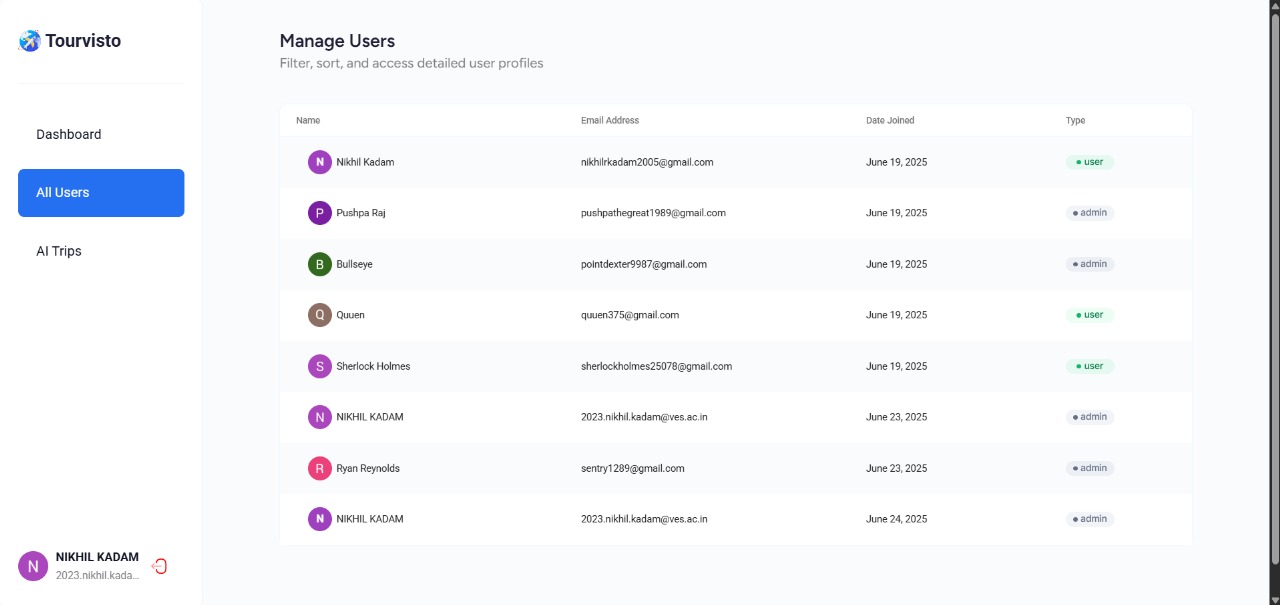 Tourvisto
Dashboard
All Users
AI Trips
N NIKHIL KADAM
2023.nikhil.kada...
Manage Users
Filter, sort, and access detailed user profiles
Name Email Address Date Joined Type
N Nikhil Kadam nikhilrkadam2005@gmail.com June 19, 2025 user
P Pushpa Raj pushpathegreat1989@gmail.com June 19, 2025 admin
B Bullseye pointdexter9987@gmail.com June 19, 2025 admin
Q Quuen quuen375@gmail.com June 19, 2025 user
S Sherlock Holmes sherlockholmes25078@gmail.com June 19, 2025 user
N NIKHIL KADAM 2023.nikhil.kadam@ves.ac.in June 23, 2025 admin
R Ryan Reynolds sentry1289@gmail.com June 23, 2025 admin
N NIKHIL KADAM 2023.nikhil.kadam@ves.ac.in June 24, 2025 admin